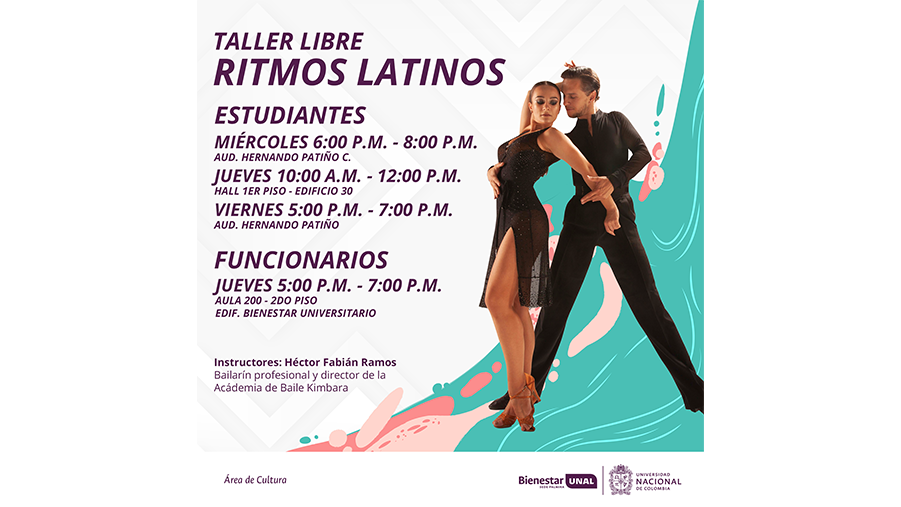 TALLER LIBRE
RITMOS LATINOS
ESTUDIANTES
MIÉRCOLES 6:00 P.M. - 8:00 P.M.
AUD. HERNANDO PATIÑO C.
JUEVES 10:00 A.M. - 12:00 P.M.
HALL 1ER PISO - EDIFICIO 30
VIERNES 5:00 P.M. - 7:00 P.M.
AUD. HERNANDO PATIÑO
FUNCIONARIOS
JUEVES 5:00 P.M. - 7:00 P.M.
AULA 200 - 2DO PISO
EDIF. BIENESTAR UNIVERSITARIO
Instructores: Héctor Fabián Ramos
Bailarín profesional y director de la
Acádemia de Baile Kimbara
Área de Cultura
Bienestar UNAL
SEDE PALMIRA
UNIVERSIDAD
NACIONAL
DE COLOMBIA